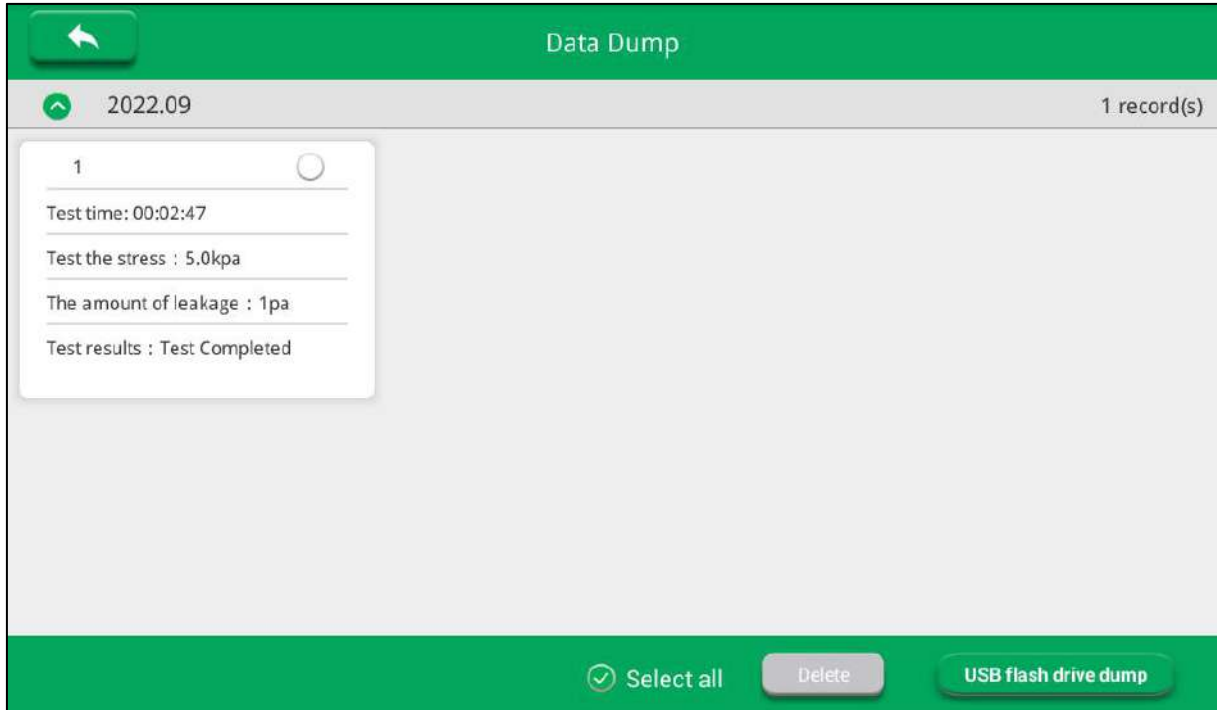 Data Dump
2022.09
1 record(s)
1
Test time: 00:02:47
Test the stress：5.0kpa
The amount of leakage：1pa
Test results：Test Completed
Select all
Delete
USB flash drive dump